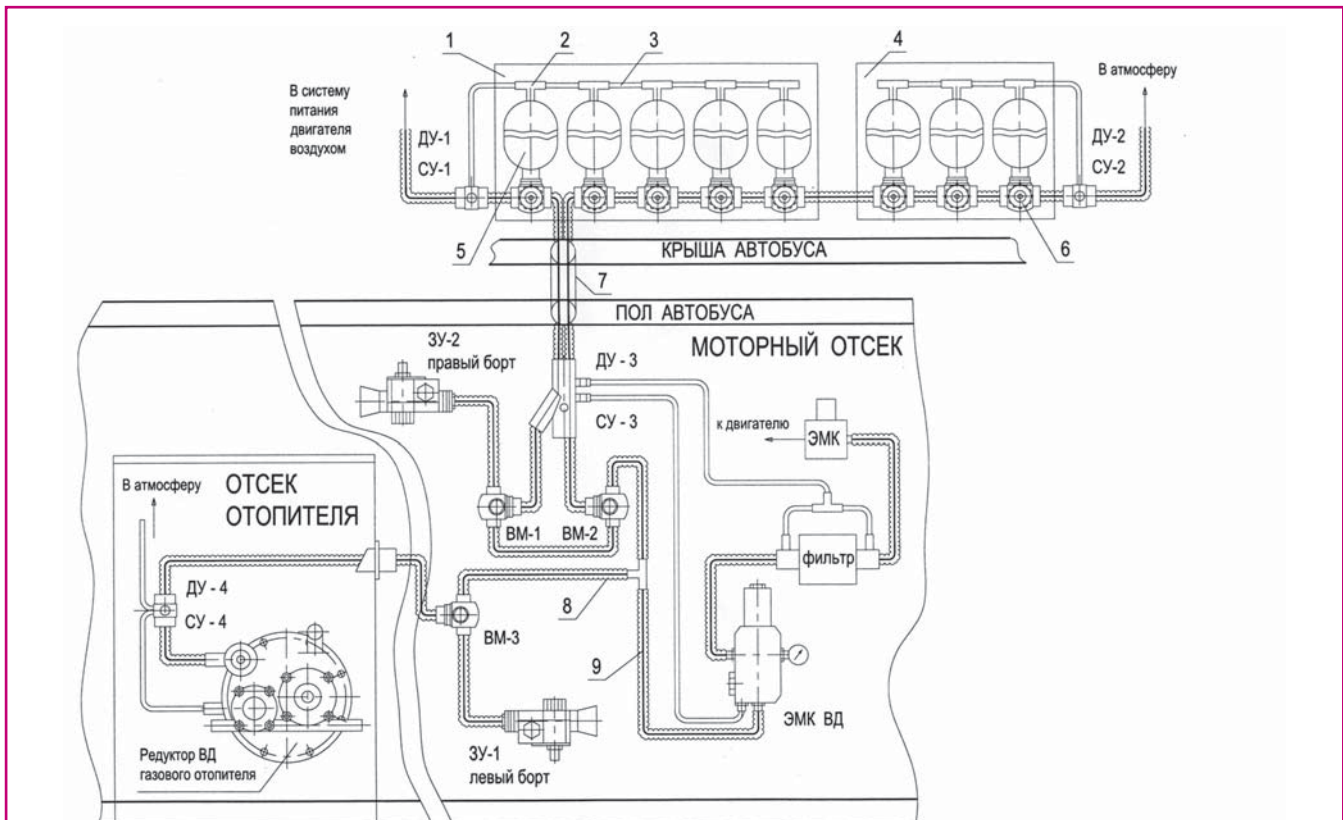 1
2
3
4
В систему
питания
двигателя
воздухом
В атмосферу
ДУ-1
СУ-1
ДУ-2
СУ-2
5
6
КРЫША АВТОБУСА
7
ПОЛ АВТОБУСА
ЗУ-2
правый борт
ДУ - 3
МОТОРНЫЙ ОТСЕК
СУ - 3
к двигателю
ЭМК
В атмосферу
ОТСЕК
ОТОПИТЕЛЯ
ВМ-1
ВМ-2
фильтр
ДУ - 4
СУ - 4
8
ВМ-3
9
ЭМК ВД
Редуктор ВД
газового отопителя
ЗУ-1
левый борт